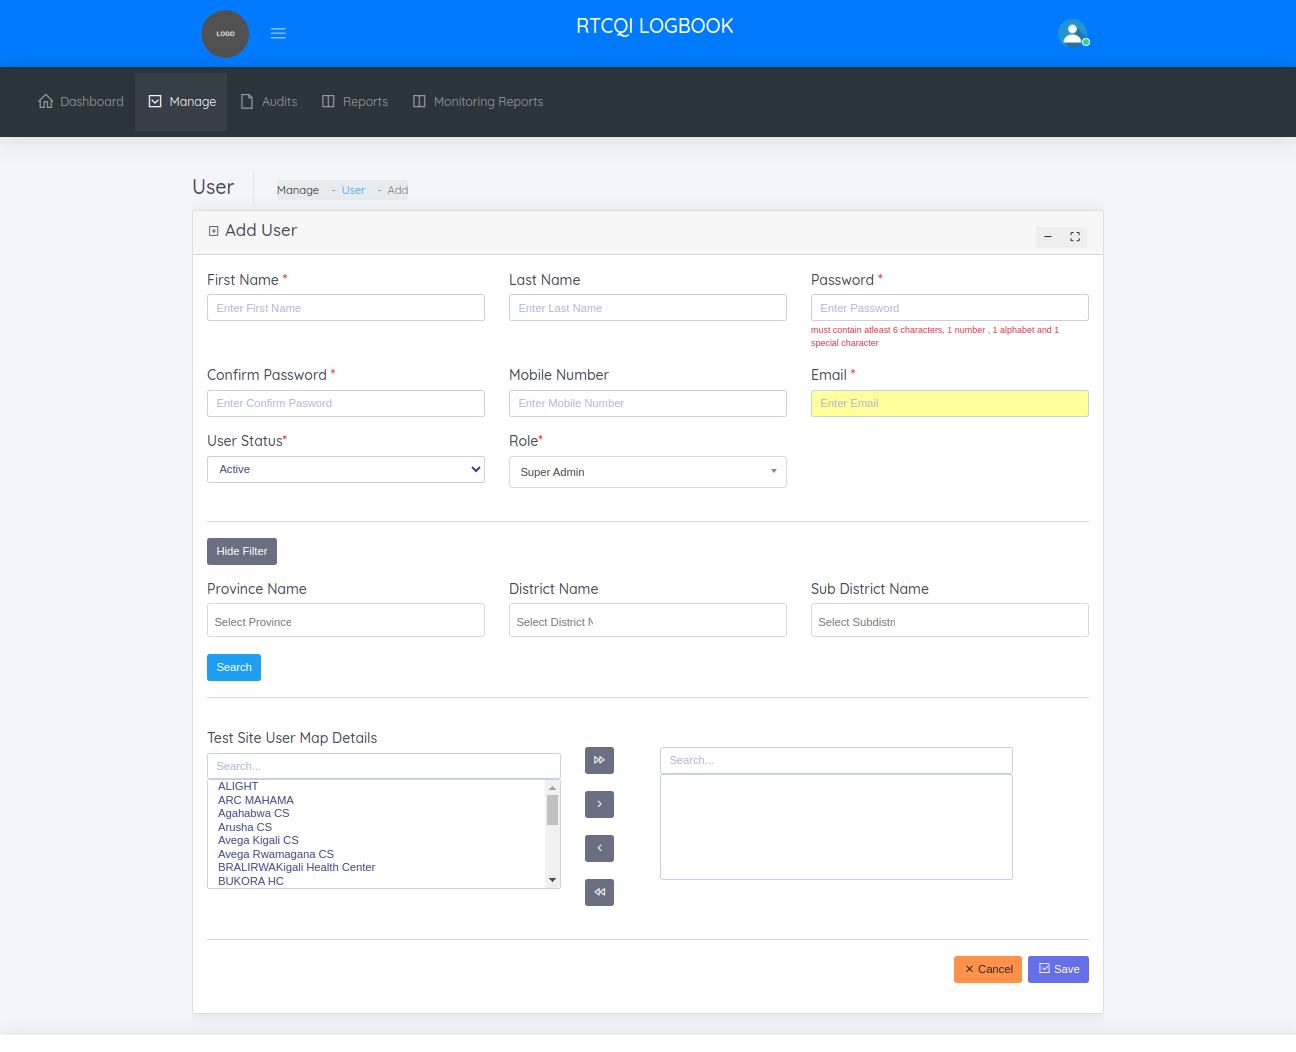 LOGO
RTCQI LOGBOOK
Dashboard Manage Audits Reports Monitoring Reports
User Manage - User - Add
Add User
First Name * Last Name Password *
Enter First Name Enter Last Name Enter Password
must contain atleast 6 characters, 1 number , 1 alphabet and 1
special character
Confirm Password * Mobile Number Email *
Enter Confirm Pasword Enter Mobile Number Enter Email
User Status* Role*
Active Super Admin
Hide Filter
Province Name District Name Sub District Name
Select Province Select District N Select Subdistri
Search
Test Site User Map Details
Search... Search...
ALIGHT
ARC MAHAMA
Agahabwa CS
Arusha CS
Avega Kigali CS
Avega Rwamagana CS
BRALIRWAKigali Health Center
BUKORA HC
Cancel Save